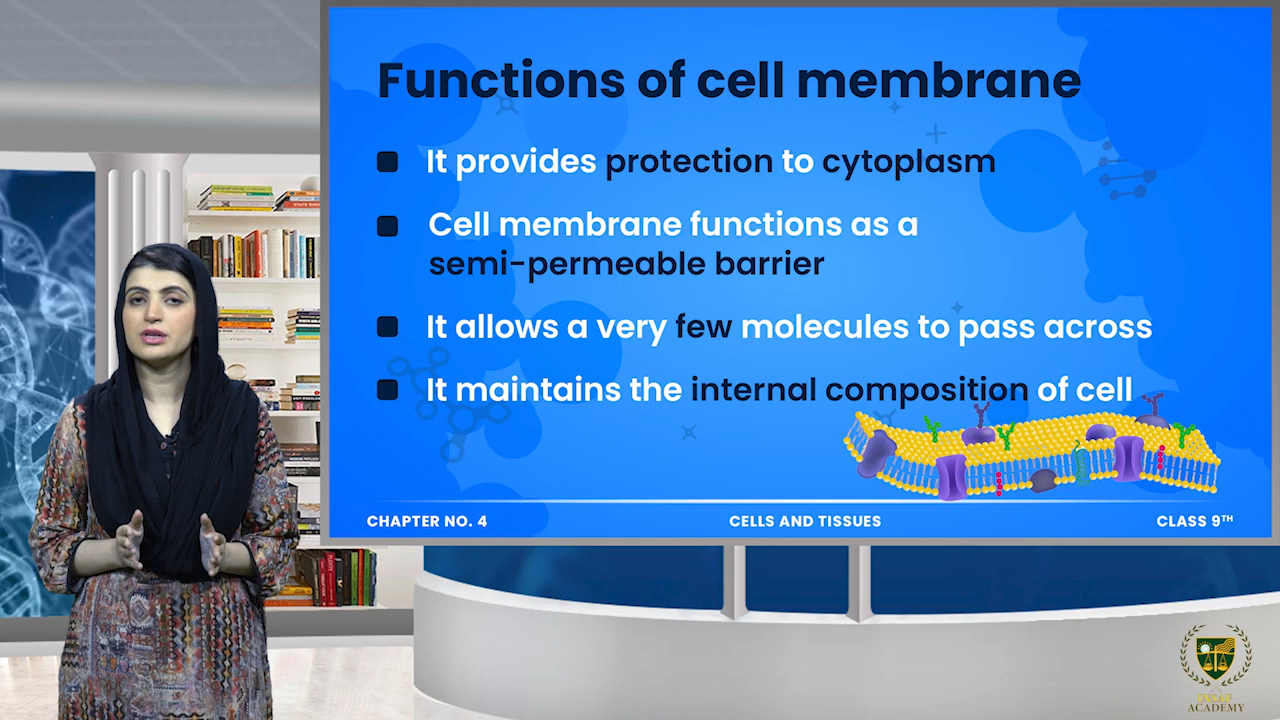 Functions of cell membrane
It provides protection to cytoplasm
Cell membrane functions as a
semi-permeable barrier
It allows a very few molecules to pass across
It maintains the internal composition of cell
CHAPTER NO. 4
CELLS AND TISSUES
CLASS 9TH
ACADEMY